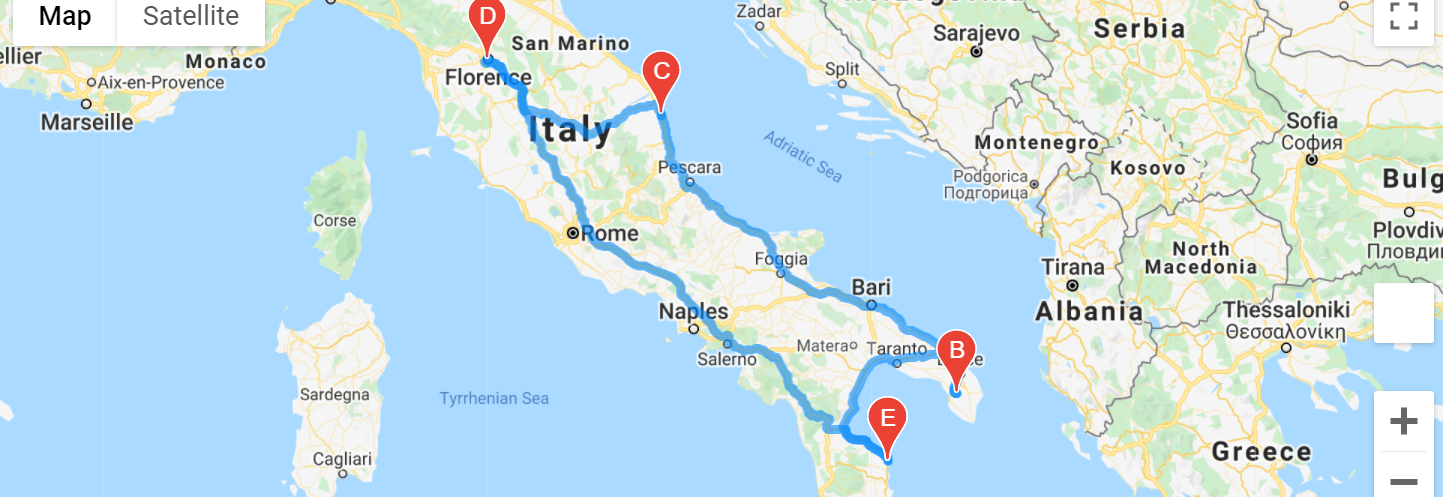 Map
Satellite
D
San Marino
Zadar
Sarajevo
Serbia
Monaco
Florence
C
Aix-en-Provence
Split
Marseille
Italy
Adriatic Sea
Montenegro
Sofia
София
Pescara
Podgorica
Подгорица
Kosovo
Bulg
Corse
Rome
Plovdiv
Пловди
North
Macedonia
Foggia
Tirana
Bari
Albania
Naples
Thessaloniki
Θεσσαλονίκη
Salerno
Matera
Taranto
B
Sardegna
Tyrrhenian Sea
E
Cagliari
Greece
+
−